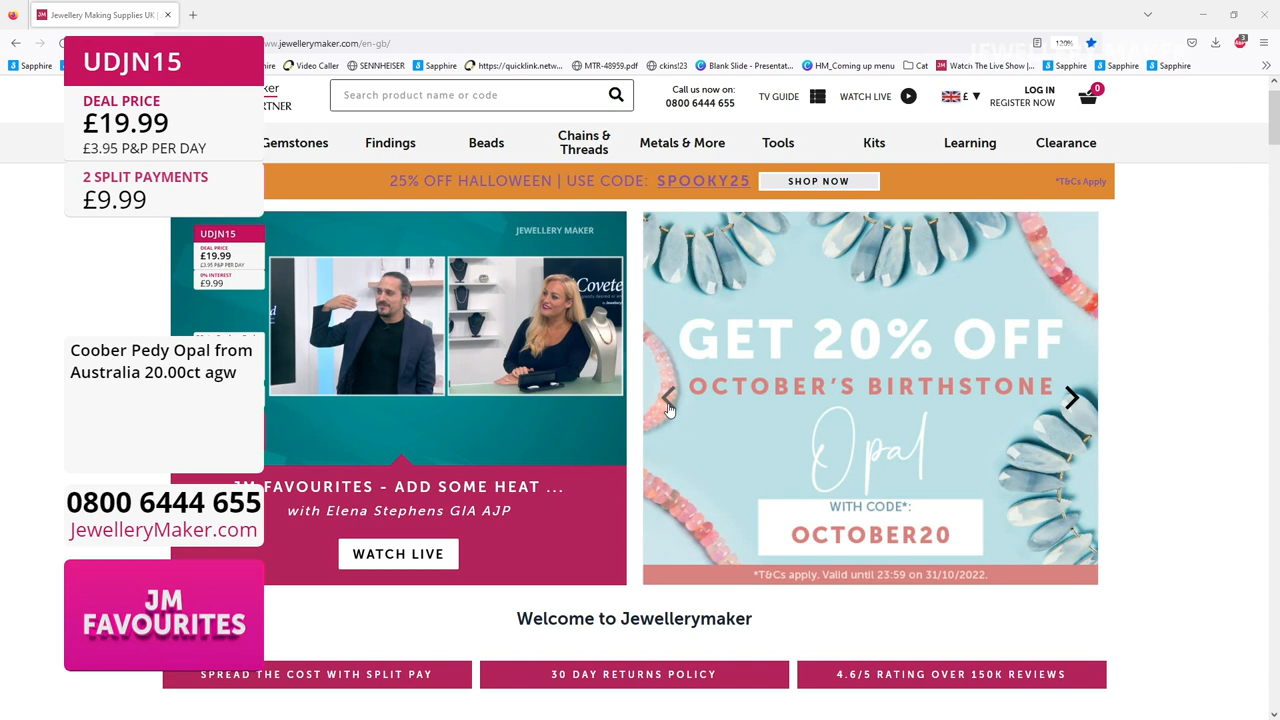 Jewellery Making Supplies UK |
www.jewellerymaker.com/en-gb/
120%
3
Sapphire
Video Caller
SENNHEISER
Sapphire
https://quicklink.netw...
MTR-48959.pdf
ckins123
Blank Slide - Presentat...
HM_Coming up menu
Cat
Watch The Live Show |...
Sapphire
Sapphire
Sapphire
JEWELLERY MAKER
UDJN15
DEAL PRICE
£19.99
£3.95 P&P PER DAY
2 SPLIT PAYMENTS
£9.99
Search product name or code
Call us now on:
0800 6444 655
TV GUIDE
WATCH LIVE
£
LOG IN
REGISTER NOW
0
Gemstones
Findings
Beads
Chains &
Threads
Metals & More
Tools
Kits
Learning
Clearance
25% OFF HALLOWEEN | USE CODE: SPOOKY25
SHOP NOW
*T&Cs Apply
UDJN15
DEAL PRICE
£19.99
£3.95 P&P PER DAY
0% INTEREST
£9.99
JEWELLERY MAKER
Covete
Coober Pedy Opal from
Australia 20.00ct agw
0800 6444 655
JewelleryMaker.com
JM
FAVOURITES
JM FAVOURITES - ADD SOME HEAT ...
with Elena Stephens GIA AJP
WATCH LIVE
GET 20% OFF
OCTOBER'S BIRTHSTONE
Opal
WITH CODE*:
OCTOBER20
*T&Cs apply. Valid until 23:59 on 31/10/2022.
Welcome to Jewellerymaker
SPREAD THE COST WITH SPLIT PAY
30 DAY RETURNS POLICY
4.6/5 RATING OVER 150K REVIEWS